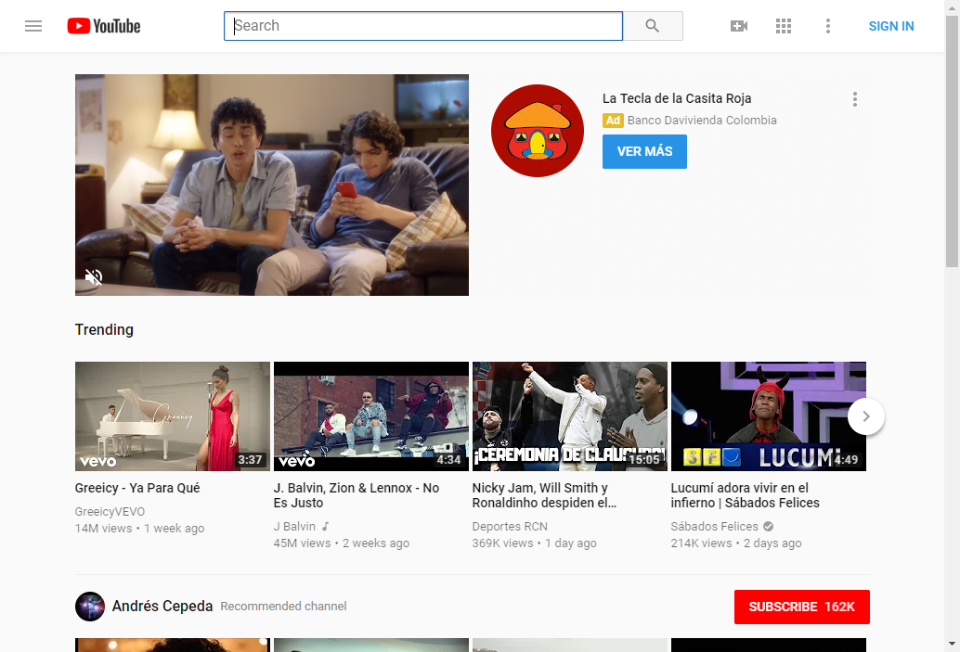 YouTube
Search
SIGN IN
La Tecla de la Casita Roja
Ad Banco Davivienda Colombia
VER MÁS
Trending
Greeicy
vevo
3:37
vevo
4:34
¡CEREMONIA DE CLAUSURA!
15:05
SFL
LUCUMÍ
4:49
Greeicy - Ya Para Qué
GreeicyVEVO
14M views • 1 week ago
J. Balvin, Zion & Lennox - No
Es Justo
J Balvin
45M views • 2 weeks ago
Nicky Jam, Will Smith y
Ronaldinho despiden el...
Deportes RCN
369K views • 1 day ago
Lucumí adora vivir en el
infierno | Sábados Felices
Sábados Felices
214K views • 2 days ago
Andrés Cepeda Recommended channel
SUBSCRIBE 162K